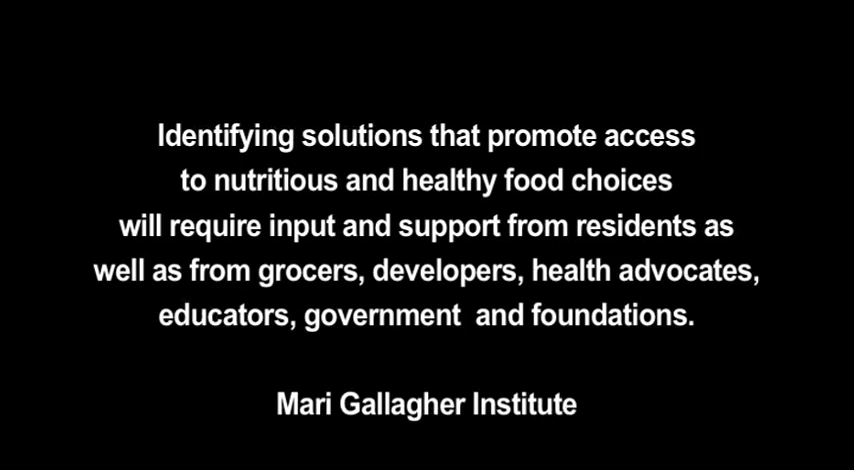 Identifying solutions that promote access
to nutritious and healthy food choices
will require input and support from residents as
well as from grocers, developers, health advocates,
educators, government  and foundations.
Mari Gallagher Institute